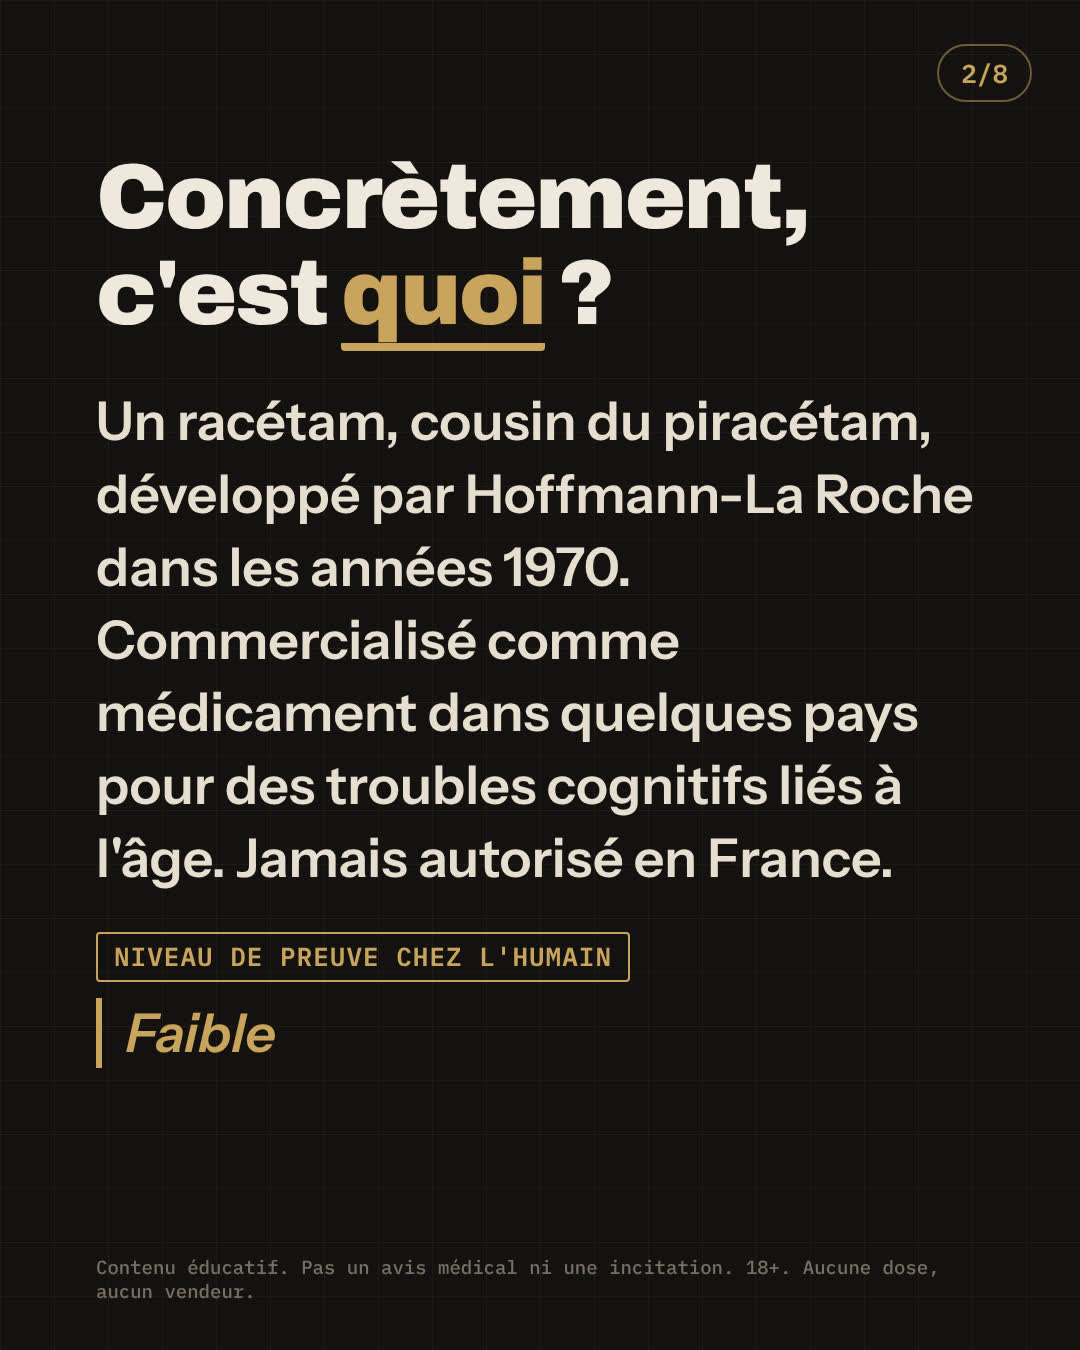 2/8
Concrètement,
c'est quoi ?
Un racétam, cousin du piracétam,
développé par Hoffmann-La Roche
dans les années 1970.
Commercialisé comme
médicament dans quelques pays
pour des troubles cognitifs liés à
l'âge. Jamais autorisé en France.
NIVEAU DE PREUVE CHEZ L'HUMAIN
Faible
Contenu éducatif. Pas un avis médical ni une incitation. 18+. Aucune dose,
aucun vendeur.